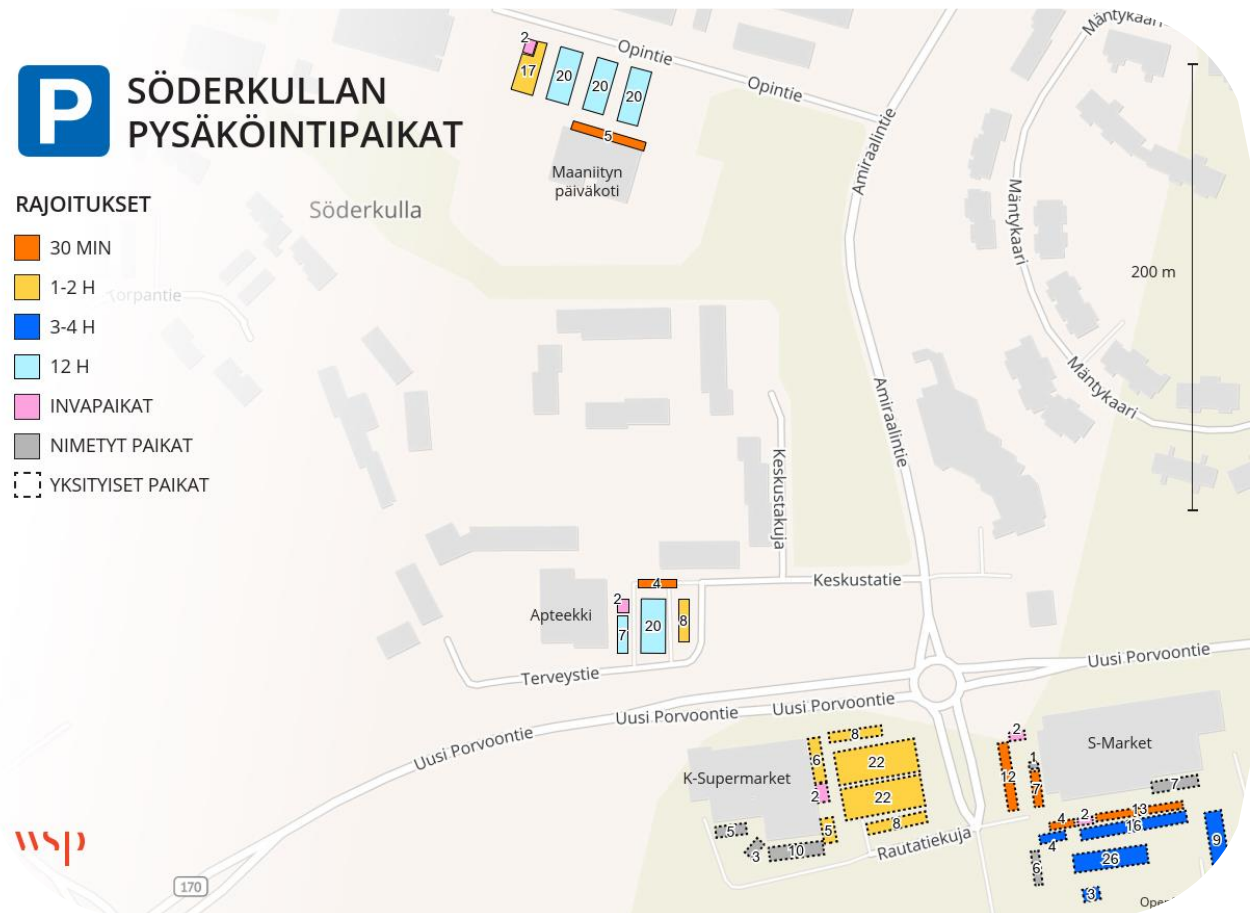 P
SÖDERKULLAN
PYSÄKÖINTIPAIKAT
RAJOITUKSET
30 MIN
1-2 H
3-4 H
12 H
INVAPAIKAT
NIMETYT PAIKAT
YKSITYISET PAIKAT
Mäntykaari
Opintie
2
17
20
20
20
Opintie
5
Maaniityn
päiväkoti
Söderkulla
Amiraalintie
Mäntykaari
200 m
Mäntykaari
Amiraalintie
Keskustakuja
4
Keskustatie
2
Apteekki
7
20
8
Terveystie
Uusi Porvoontie
Uusi Porvoontie
Uusi Porvoontie
Uusi Porvoontie
8
6
22
K-Supermarket
2
22
5
8
5
3
10
Rautatiekuja
2
S-Market
1
12
7
7
4
2
13
16
4
9
6
26
3
wsp
170